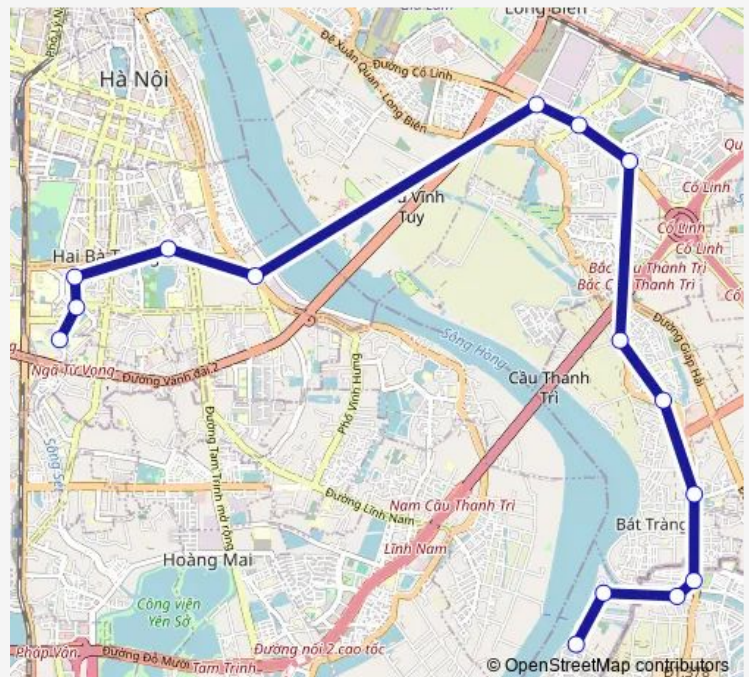 Long Biên
Hà Nội
Đường Cổ Linh
Đê Xuân Quan - Long Biên
Vĩnh
Tuy
Cổ Linh
Cổ Linh
Cổ Linh
Hai Bà T
Thanh Trì
Thanh Trì
Sông Hồng
Đường Giáp Hải
Ngã Tư Vọng
Đường Vành đai 2
Cầu Thanh
Trì
Phố Vĩnh Hưng
Đường Tam Trinh mở rộng
Đường Lĩnh Nam
Nam Cầu Thanh Trì
Bát Tràng
Lĩnh Nam
Hoàng Mai
Công viên
Yên Sở
Pháp Vân
Đường Đỗ Mười
Tam Trinh
Đường nối 2 cao tốc
© OpenStreetMap contributors